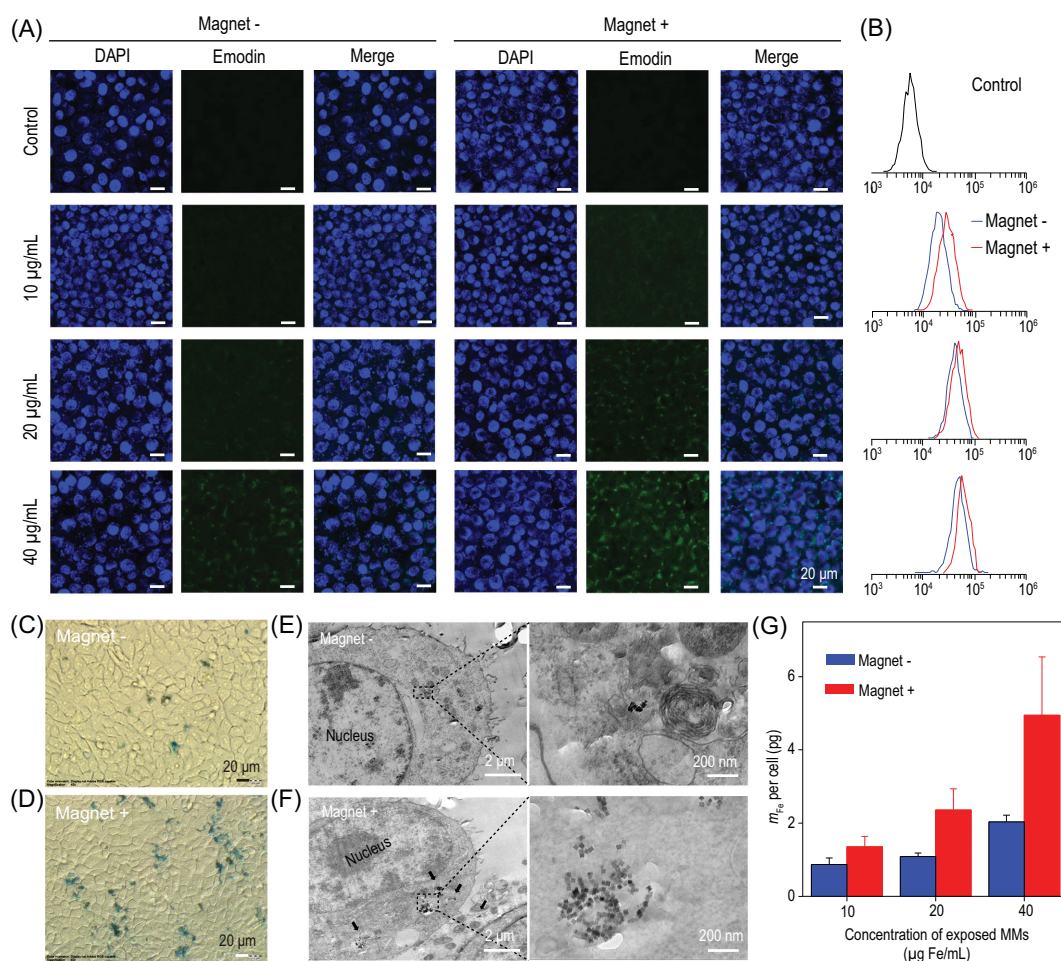 (A)
Magnet -
Magnet +
DAPI
Emodin
Merge
DAPI
Emodin
Merge
Control
10 µg/mL
20 µg/mL
40 µg/mL
20 µm
(B)
Control
10³ 10⁴ 10⁵ 10⁶
Magnet -
Magnet +
10³ 10⁴ 10⁵ 10⁶
10³ 10⁴ 10⁵ 10⁶
10³ 10⁴ 10⁵ 10⁶
(C)
Magnet -
20 µm
(D)
Magnet +
20 µm
(E)
Magnet -
Nucleus
2 µm
200 nm
(F)
Magnet +
Nucleus
2 µm
200 nm
(G)
Magnet -
Magnet +
6
4
2
0
m_Fe per cell (pg)
10 20 40
Concentration of exposed MMs
(µg Fe/mL)